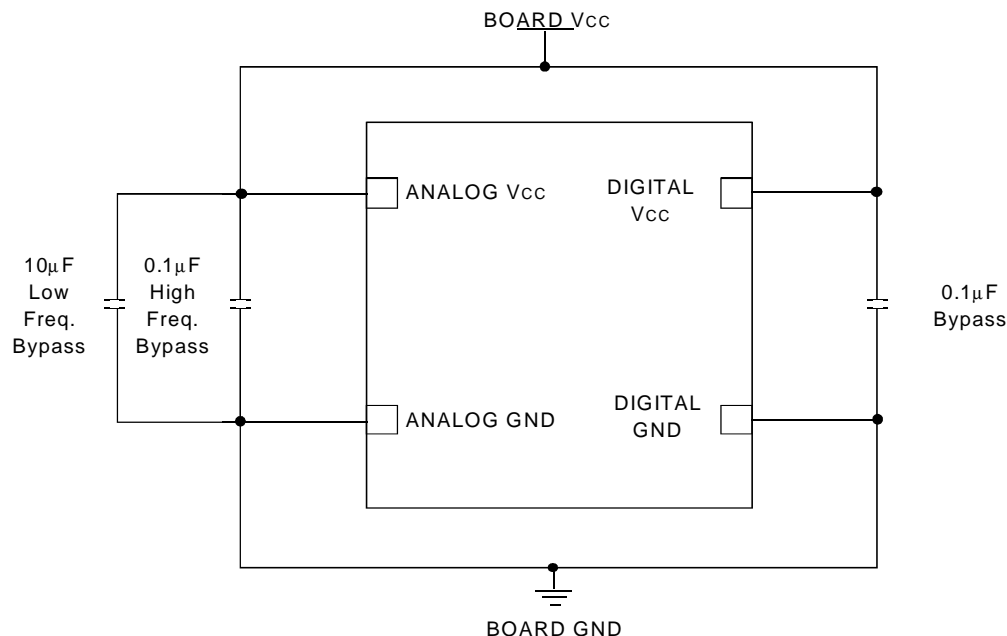 BOARD VCC
ANALOG VCC
DIGITAL
VCC
10μF
Low
Freq.
Bypass
0.1μF
High
Freq.
Bypass
0.1μF
Bypass
ANALOG GND
DIGITAL
GND
BOARD GND